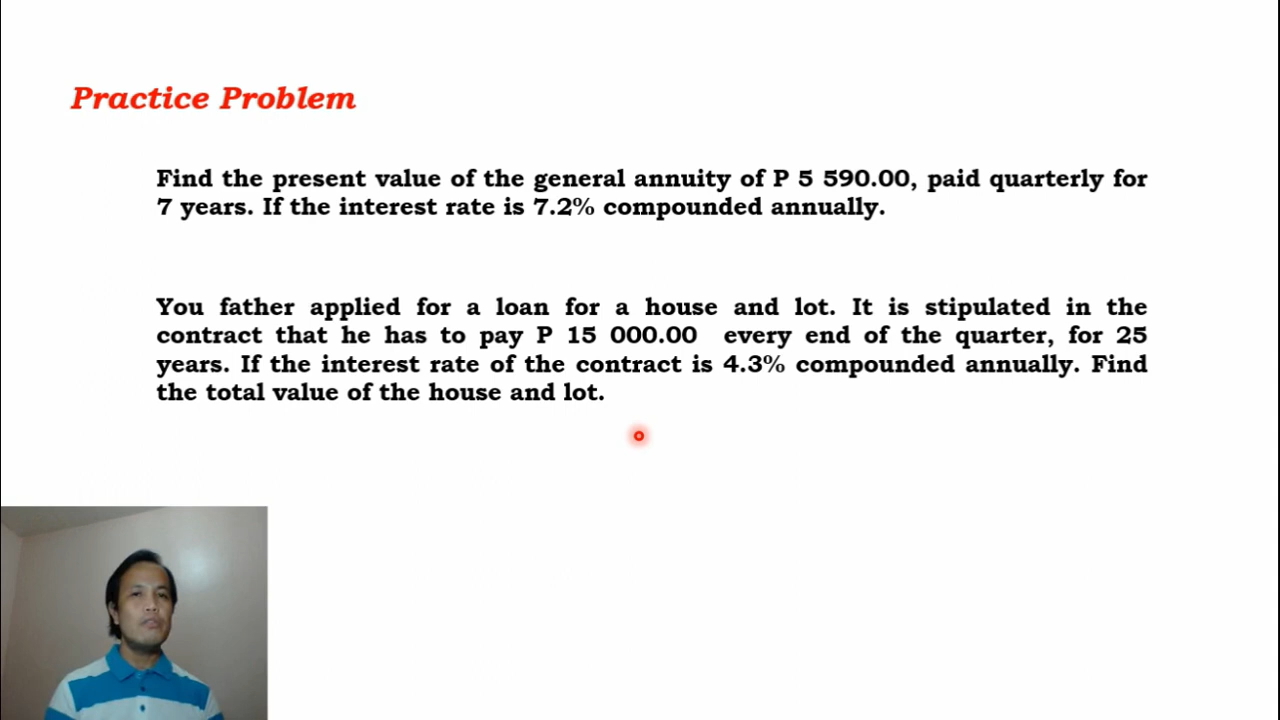 Practice Problem
Find the present value of the general annuity of P 5 590.00, paid quarterly for
7 years. If the interest rate is 7.2% compounded annually.
You father applied for a loan for a house and lot. It is stipulated in the
contract that he has to pay P 15 000.00 every end of the quarter, for 25
years. If the interest rate of the contract is 4.3% compounded annually. Find
the total value of the house and lot.